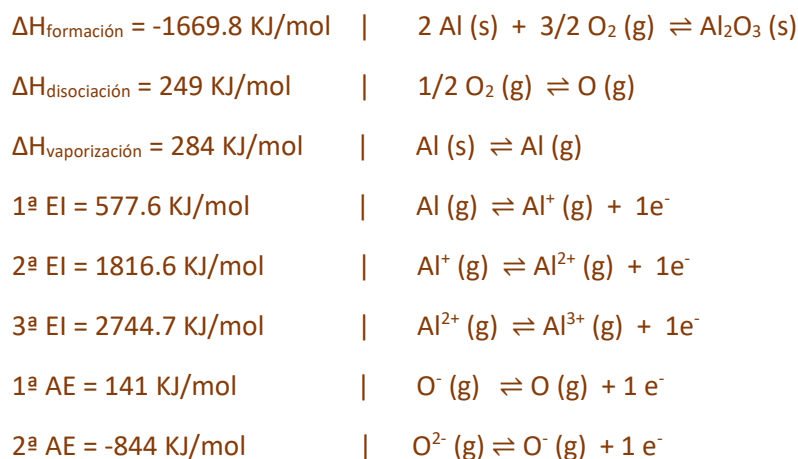 ΔHformación = -1669.8 KJ/mol | 2 Al (s) + 3/2 O₂ (g) ⇌ Al₂O₃ (s)
ΔHdisociación = 249 KJ/mol | 1/2 O₂ (g) ⇌ O (g)
ΔHvaporización = 284 KJ/mol | Al (s) ⇌ Al (g)
1ª EI = 577.6 KJ/mol | Al (g) ⇌ Al⁺ (g) + 1e⁻
2ª EI = 1816.6 KJ/mol | Al⁺ (g) ⇌ Al²⁺ (g) + 1e⁻
3ª EI = 2744.7 KJ/mol | Al²⁺ (g) ⇌ Al³⁺ (g) + 1e⁻
1ª AE = 141 KJ/mol | O⁻ (g) ⇌ O (g) + 1 e⁻
2ª AE = -844 KJ/mol | O²⁻ (g) ⇌ O⁻ (g) + 1 e⁻